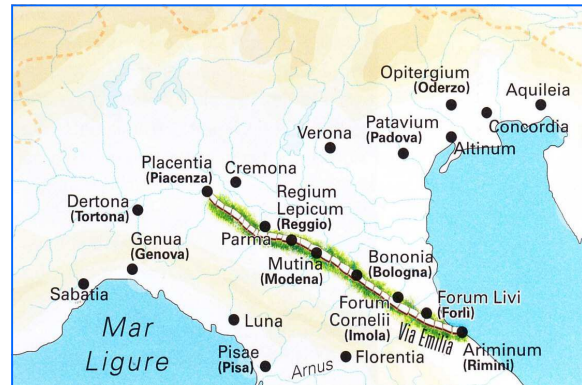 Opitergium
(Oderzo)
Aquileia
Concordia
Patavium
(Padova)
Altinum
Verona
Placentia
(Piacenza)
Cremona
Dertona
(Tortona)
Regium
Lepicum
(Reggio)
Parma
Genua
(Genova)
Mutina
(Modena)
Bononia
(Bologna)
Sabatia
Forum
Cornelii
(Imola)
Forum Livi
(Forlì)
Via Emilia
Mar
Ligure
Luna
Ariminum
(Rimini)
Pisae
(Pisa)
Arnus
Florentia